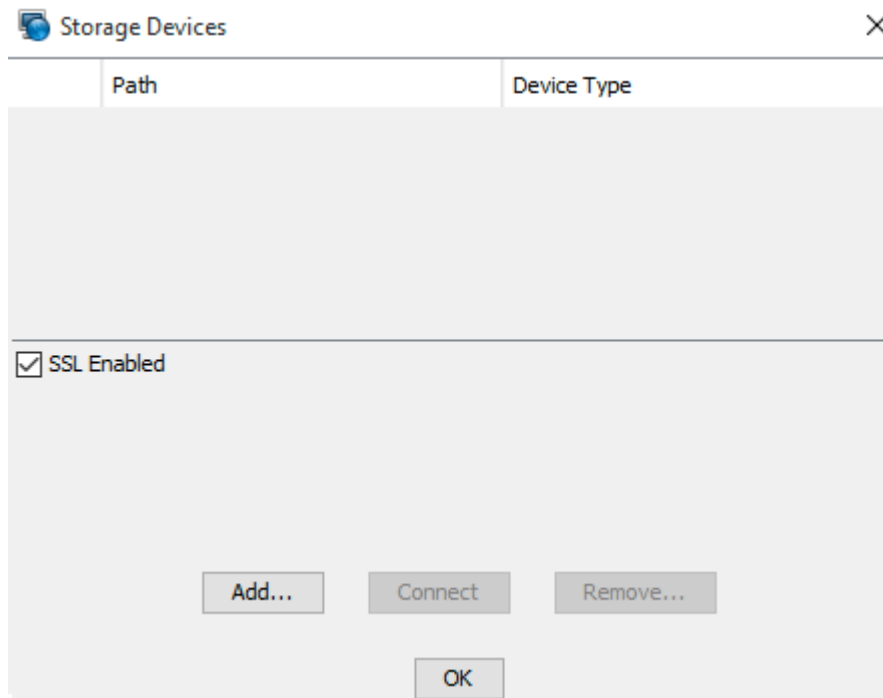 Storage Devices
Path Device Type
SSL Enabled
Add... Connect Remove...
OK